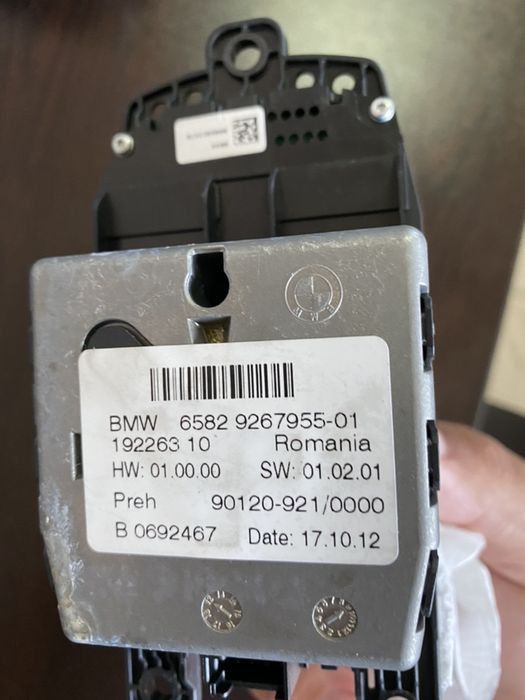 BMW 6582 9267955-01
192263 10 Romania
HW: 01.00.00 SW: 01.02.01
Preh 90120-921/0000
B 0692467 Date: 17.10.12